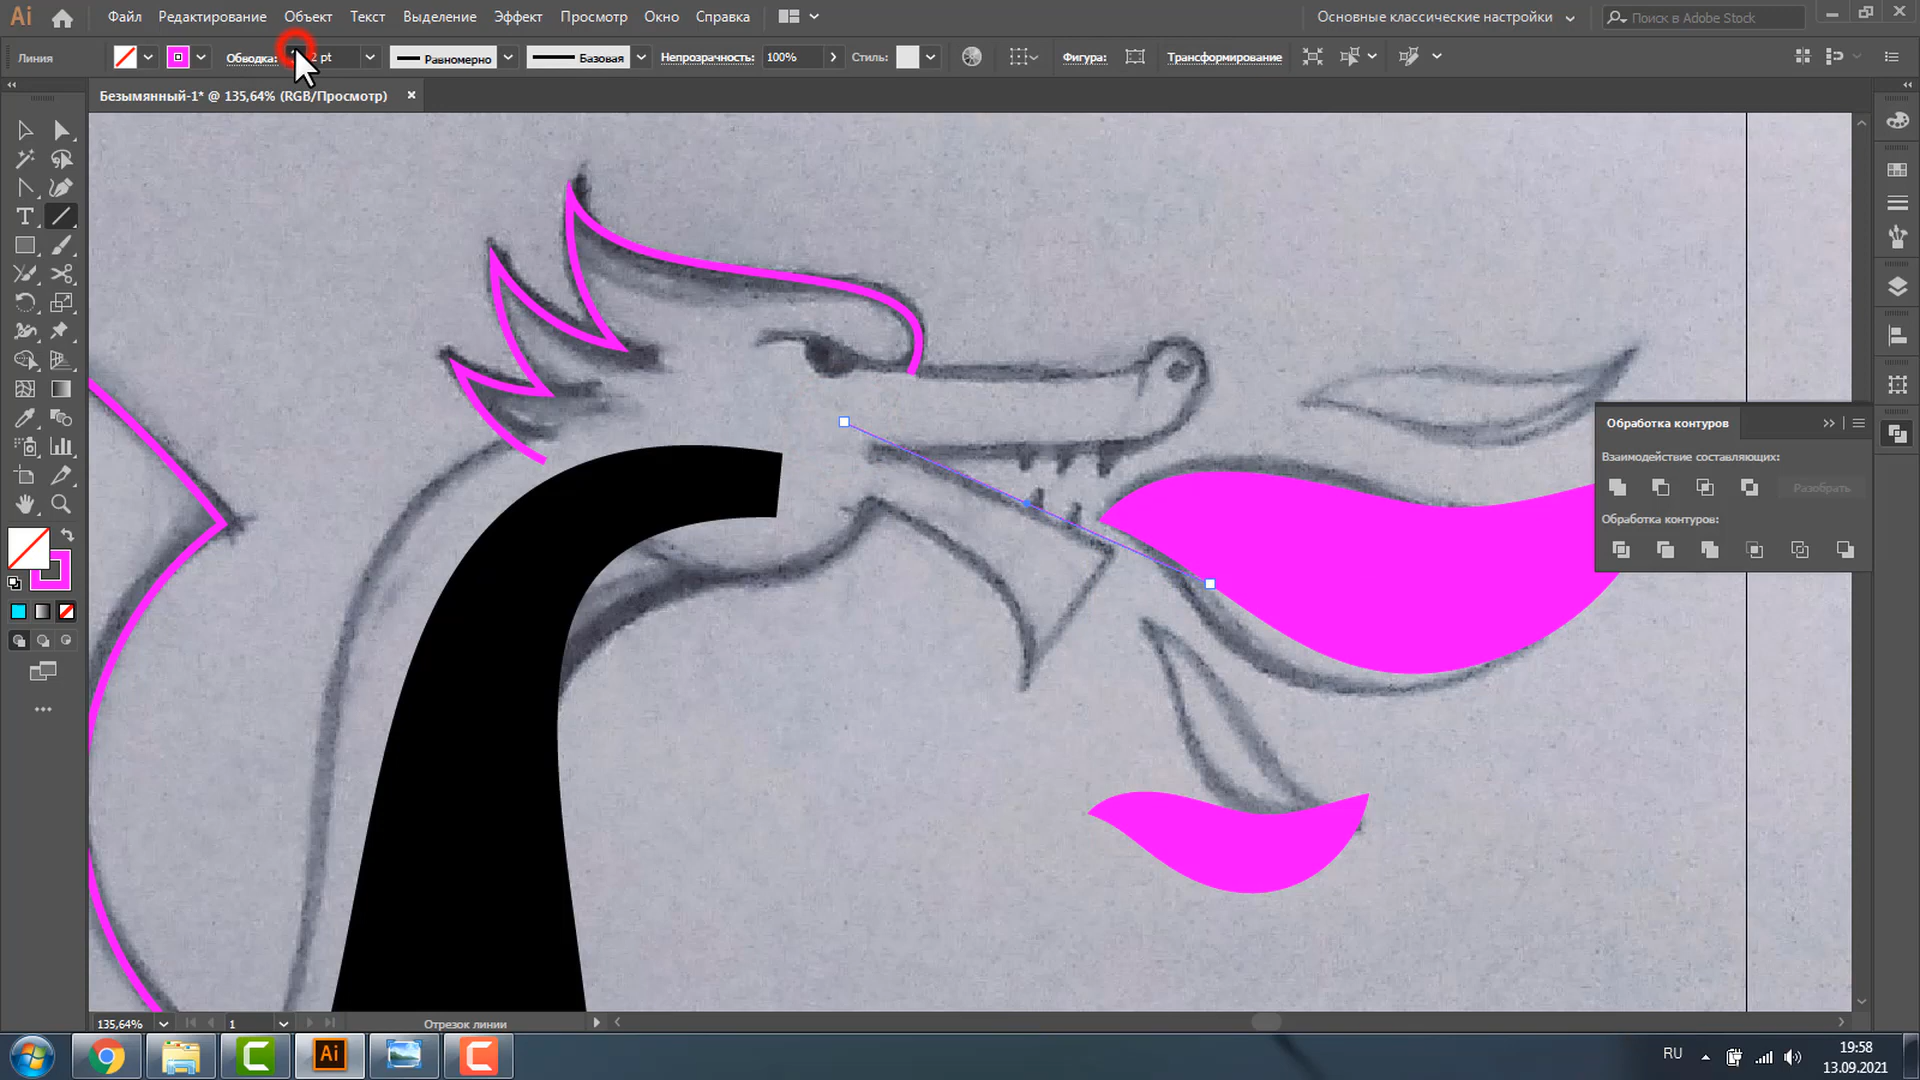 Ai Файл Редактирование Объект Текст Выделение Эффект Просмотр Окно Справка Основные классические настройки Поиск в Adobe Stock
Линия Обводка: 2 pt Равномерно Базовая Непрозрачность: 100% Стиль: Фигура: Трансформирование
Безымянный-1* @ 135,64% (RGB/Просмотр)
Обработка контуров
Взаимодействие составляющих:
Разобрать
Обработка контуров:
135,64% 1 Отрезок линии
Ai RU 19:58
13.09.2021